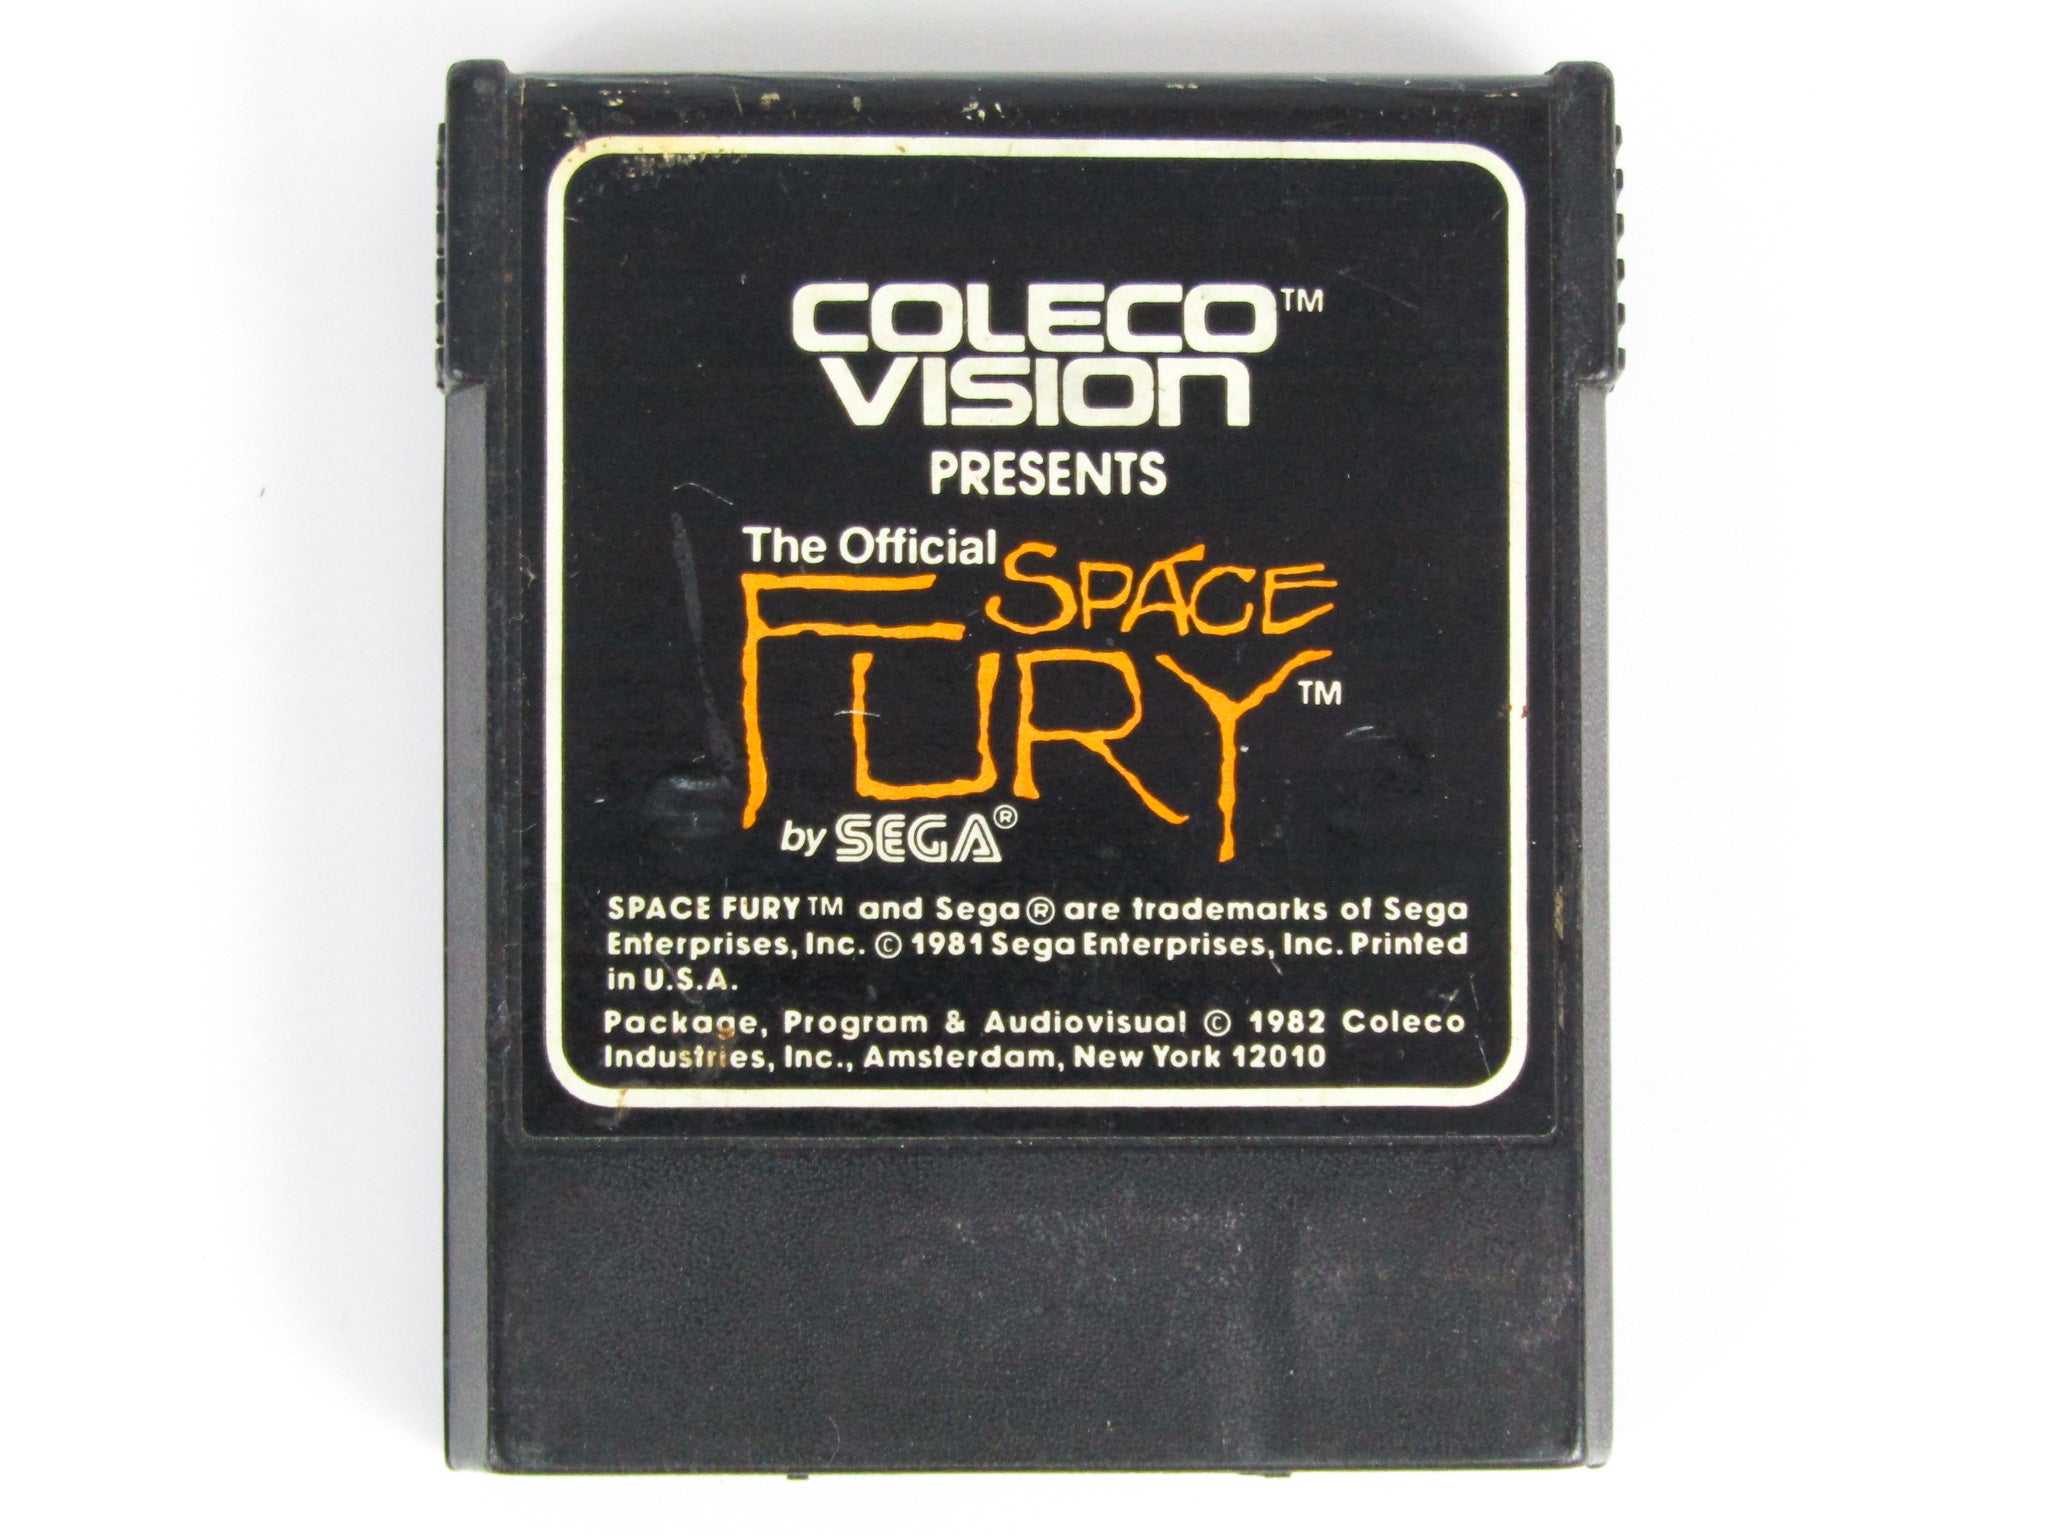 COLECO™
VISION
PRESENTS
The Official SPACE
FURY™
by SEGA®
SPACE FURY™ and Sega® are trademarks of Sega
Enterprises, Inc. © 1981 Sega Enterprises, Inc. Printed
in U.S.A.
Package, Program & Audiovisual © 1982 Coleco
Industries, Inc., Amsterdam, New York 12010